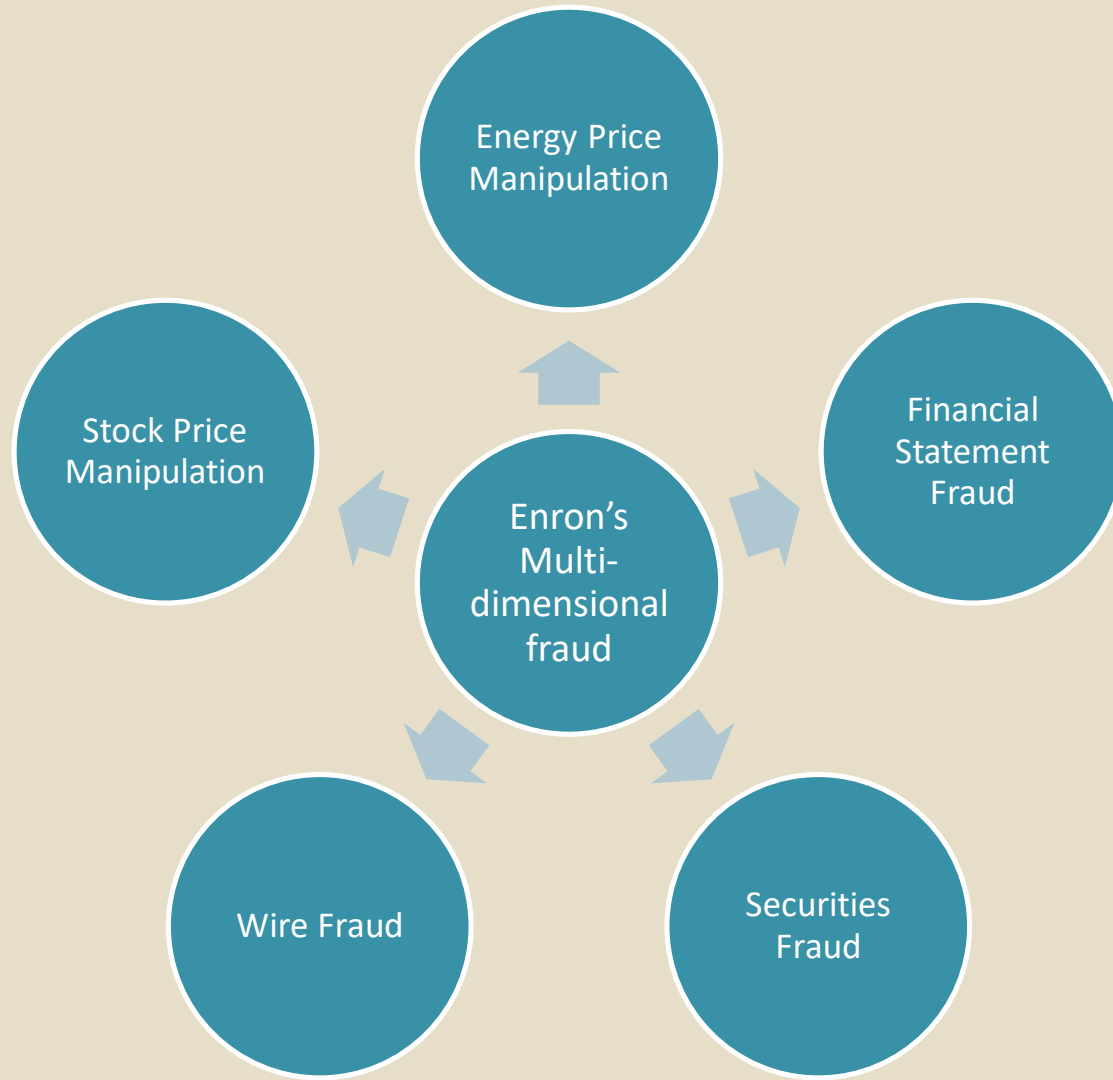 Energy Price
Manipulation
Stock Price
Manipulation
Financial
Statement
Fraud
Enron’s
Multi-
dimensional
fraud
Wire Fraud
Securities
Fraud